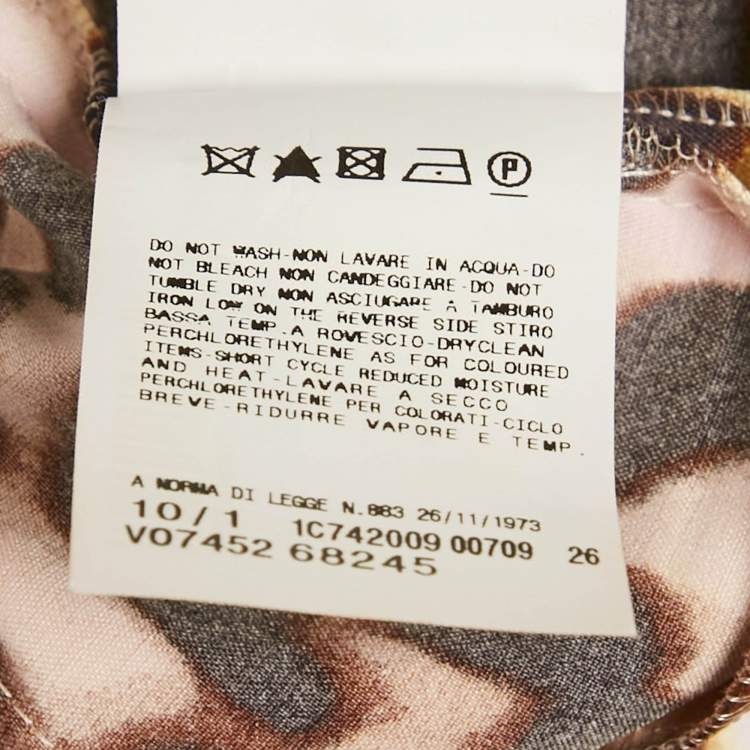 P
DO NOT WASH-NON LAVARE IN ACQUA-DO
NOT BLEACH NON CANDEGGIARE-DO NOT
TUMBLE DRY NON ASCIUGARE A TAMBURO
IRON LOW ON THE REVERSE SIDE STIRO
BASSA TEMP.A ROVESCIO-DRYCLEAN
PERCHLORETHYLENE AS FOR COLOURED
ITEMS-SHORT CYCLE REDUCED MOISTURE
AND HEAT-LAVARE A SECCO
PERCHLORETHYLENE PER COLORATI-CICLO
BREVE-RIDURRE VAPORE E TEMP.
A NORMA DI LEGGE N.883 26/11/1973
10/1 1C742009 00709 26
V07452 68245